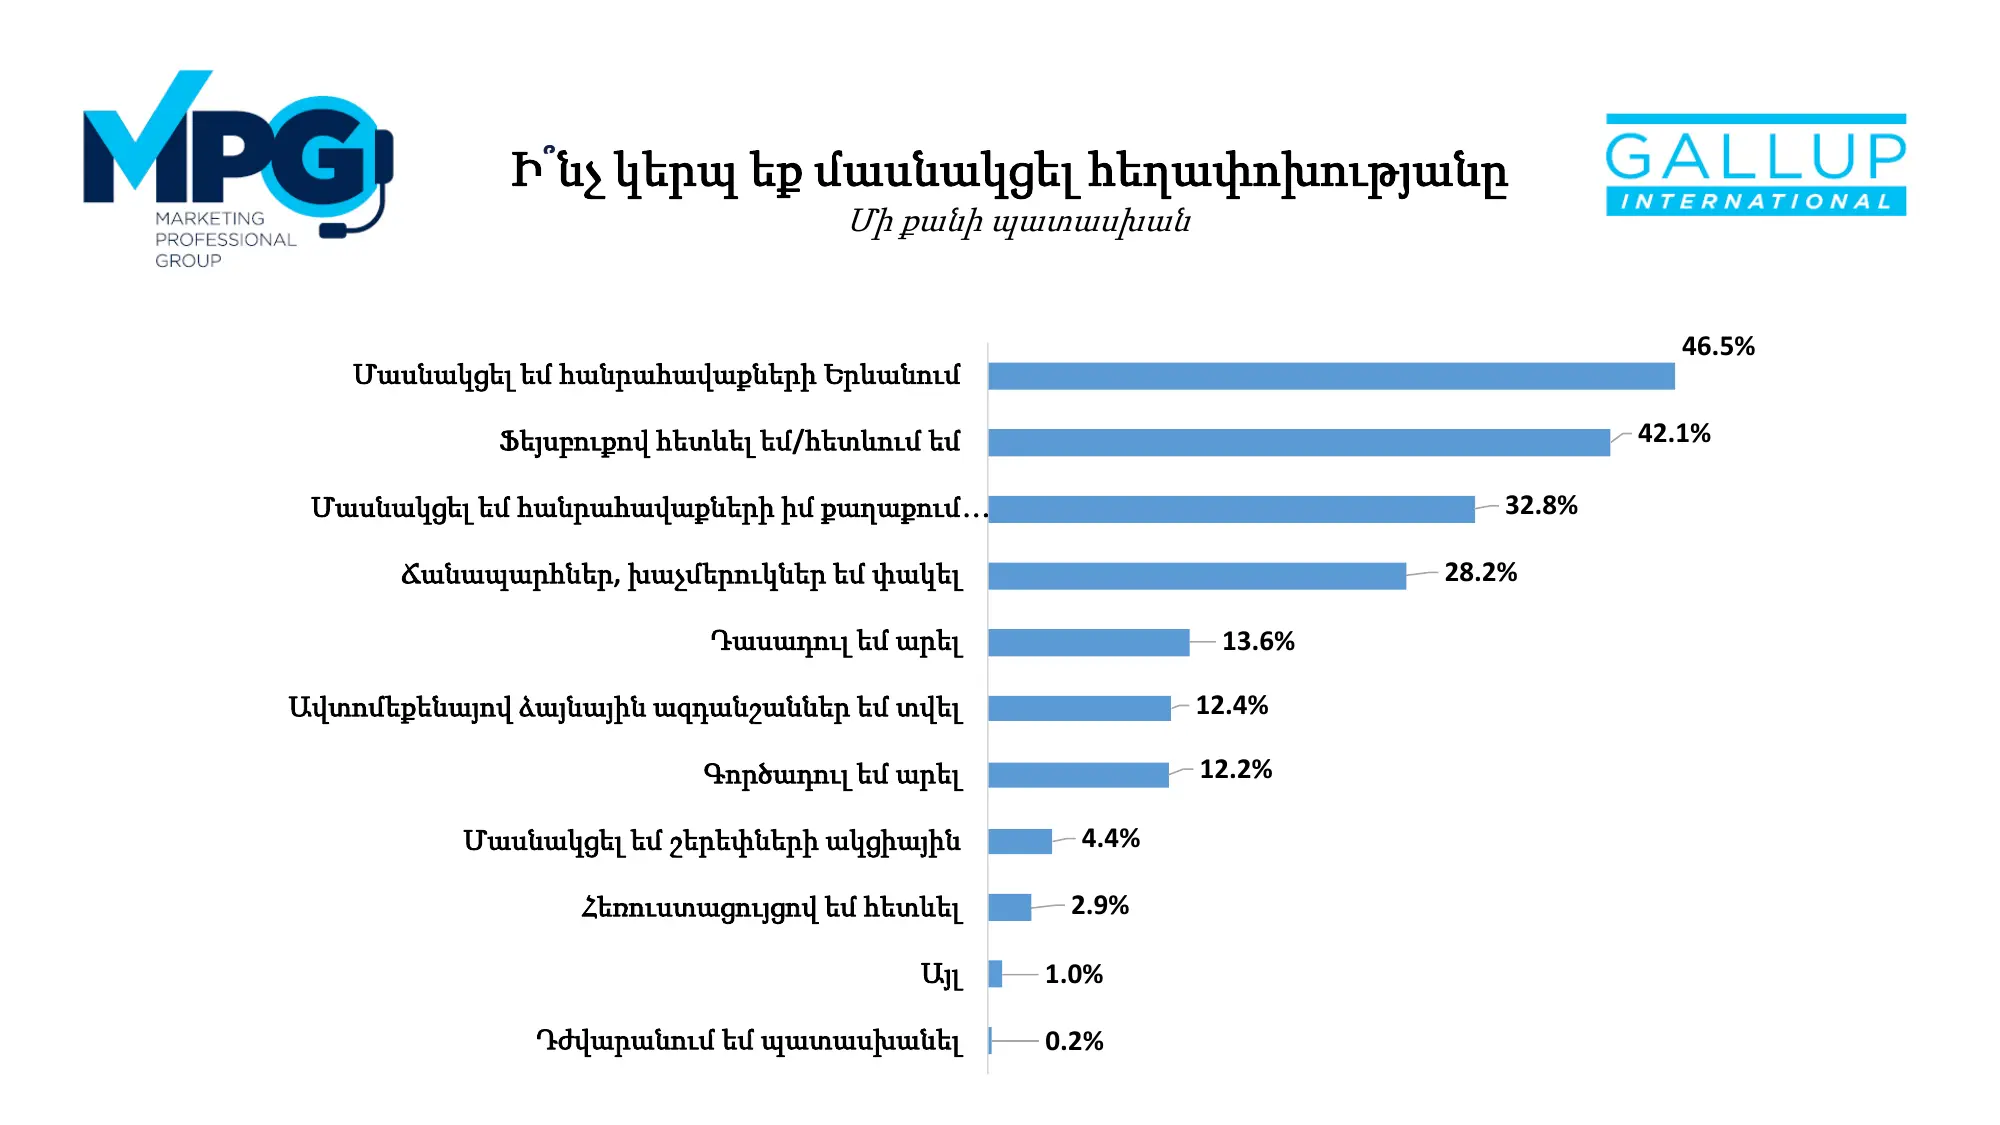 MPG
MARKETING
PROFESSIONAL
GROUP
Ի՞նչ կերպ եք մասնակցել հեղափոխությանը
Մի քանի պատասխան
GALLUP
INTERNATIONAL
Մասնակցել եմ հանրահավաքների Երևանում 46.5%
Ֆեյսբուքով հետևել եմ/հետևում եմ 42.1%
Մասնակցել եմ հանրահավաքների իմ քաղաքում… 32.8%
Ճանապարհներ, խաչմերուկներ եմ փակել 28.2%
Դասադուլ եմ արել 13.6%
Ավտոմեքենայով ձայնային ազդանշաններ եմ տվել 12.4%
Գործադուլ եմ արել 12.2%
Մասնակցել եմ շերեփների ակցիային 4.4%
Հեռուստացույցով եմ հետևել 2.9%
Այլ 1.0%
Դժվարանում եմ պատասխանել 0.2%